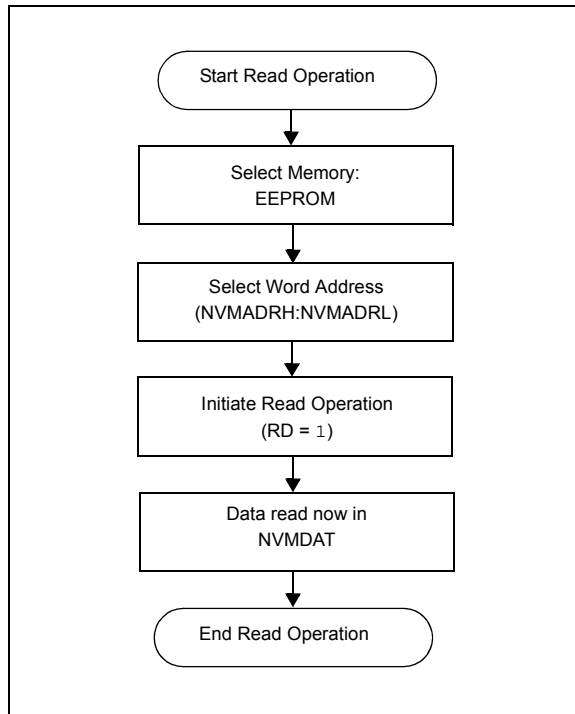 Start Read Operation
Select Memory:
EEPROM
Select Word Address
(NVMADRH:NVMADRL)
Initiate Read Operation
(RD = 1)
Data read now in
NVMDAT
End Read Operation